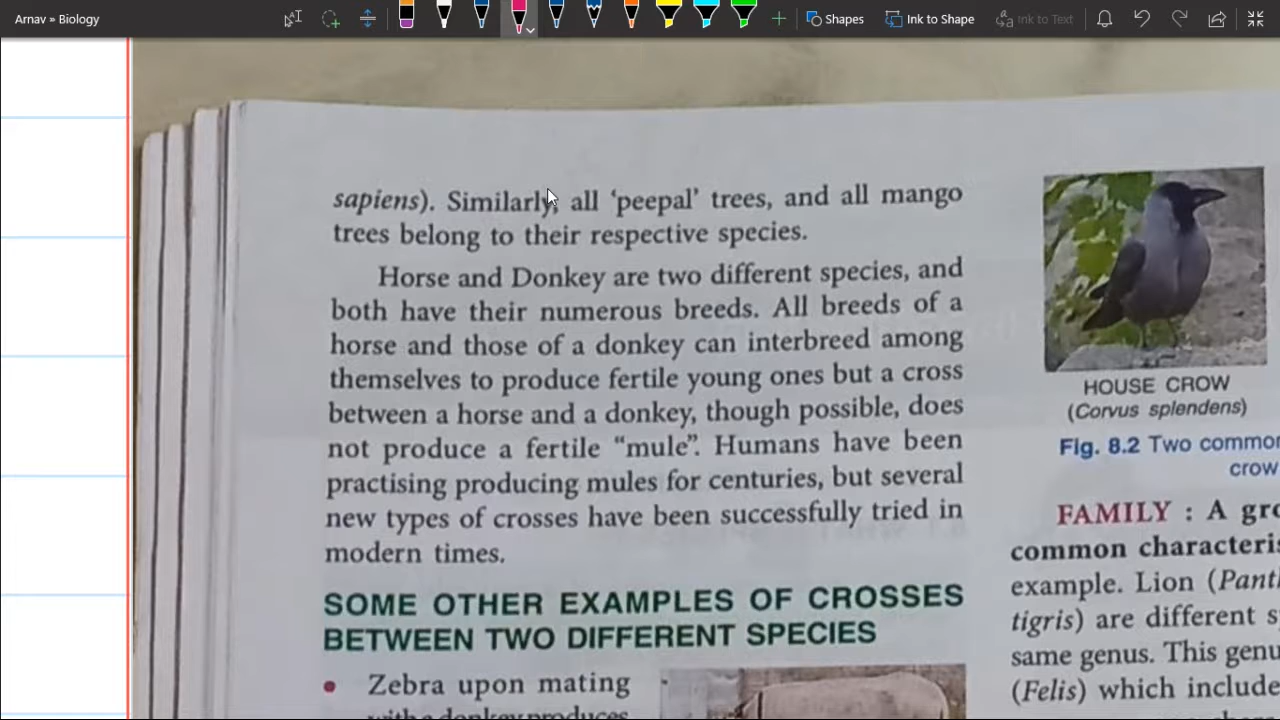 Arnav » Biology
Shapes
Ink to Shape
Ink to Text
sapiens). Similarly, all ‘peepal’ trees, and all mango
trees belong to their respective species.
Horse and Donkey are two different species, and
both have their numerous breeds. All breeds of a
horse and those of a donkey can interbreed among
themselves to produce fertile young ones but a cross
between a horse and a donkey, though possible, does
not produce a fertile “mule”. Humans have been
practising producing mules for centuries, but several
new types of crosses have been successfully tried in
modern times.
SOME OTHER EXAMPLES OF CROSSES
BETWEEN TWO DIFFERENT SPECIES
• Zebra upon mating
with a donkey produces
HOUSE CROW
(Corvus splendens)
Fig. 8.2 Two common
crow
FAMILY : A gro
common characteris
example. Lion (Pant
tigris) are different s
same genus. This genu
(Felis) which include